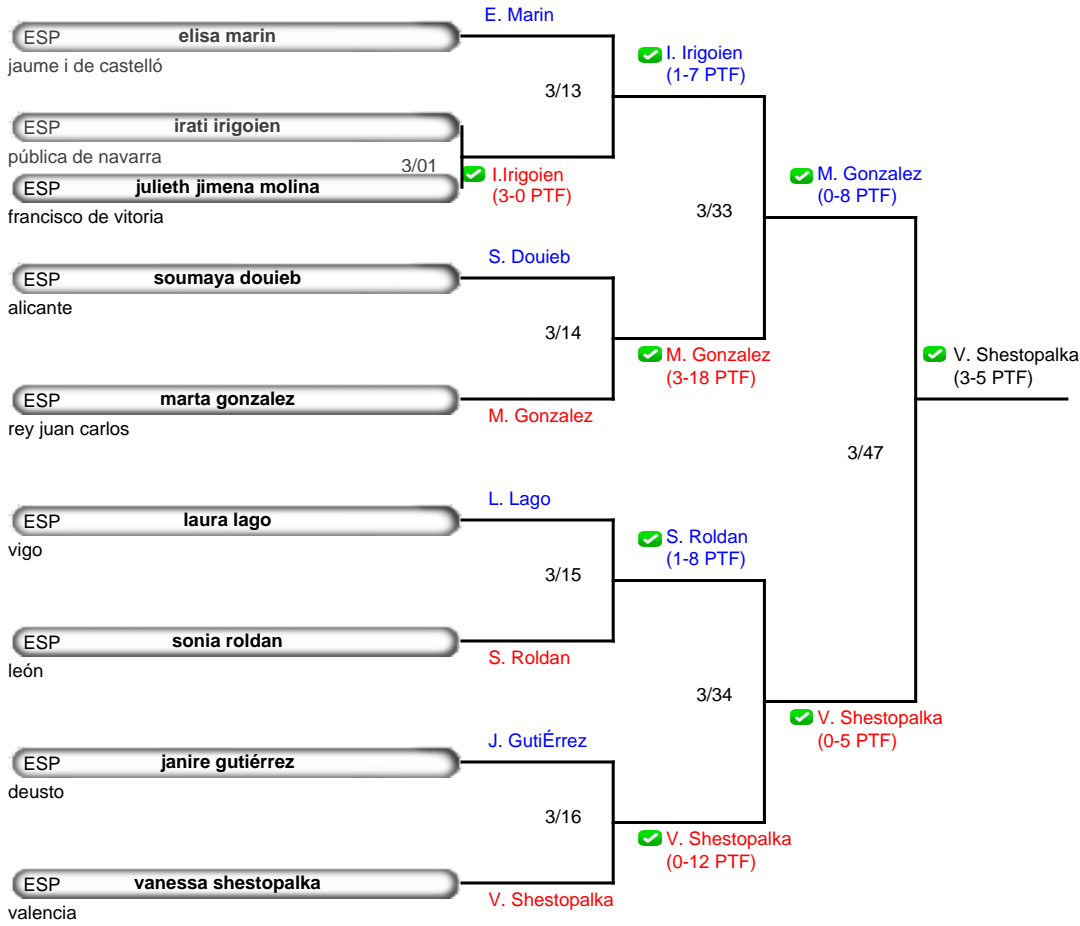 E. Marin
ESP elisa marin
jaume i de castelló
I. Irigoien
(1-7 PTF)
3/13
ESP irati irigoien
pública de navarra
3/01
I.Irigoien
(3-0 PTF)
ESP julieth jimena molina
francisco de vitoria
M. Gonzalez
(0-8 PTF)
3/33
S. Douieb
ESP soumaya douieb
alicante
3/14
M. Gonzalez
(3-18 PTF)
V. Shestopalka
(3-5 PTF)
ESP marta gonzalez
M. Gonzalez
rey juan carlos
3/47
L. Lago
ESP laura lago
vigo
S. Roldan
(1-8 PTF)
3/15
ESP sonia roldan
S. Roldan
león
3/34
V. Shestopalka
(0-5 PTF)
J. GutiÉrrez
ESP janire gutiérrez
deusto
3/16
V. Shestopalka
(0-12 PTF)
ESP vanessa shestopalka
V. Shestopalka
valencia